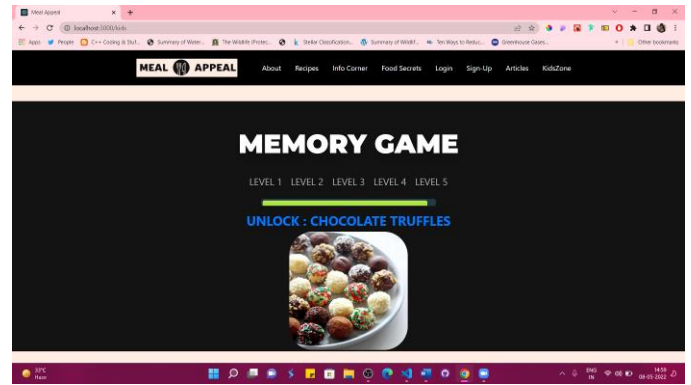 Meal Appeal
localhost:3000/kids
Apps People C++ Coding & Stuf... Summary of Water... The Wildlife (Protec... Stellar Classification... Summary of Wildlif... Ten Ways to Reduc... Greenhouse Gases... Other bookmarks
MEAL APPEAL About Recipes Info Corner Food Secrets Login Sign-Up Articles KidsZone
MEMORY GAME
LEVEL 1 LEVEL 2 LEVEL 3 LEVEL 4 LEVEL 5
UNLOCK : CHOCOLATE TRUFFLES
33°C
Haze
ENG
IN
14:59
08-05-2022